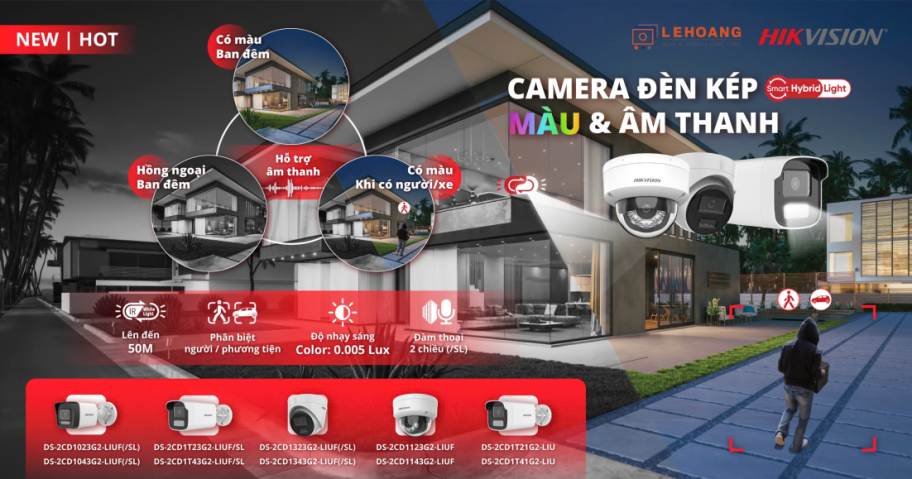 NEW | HOT
LEHOANG
HIKVISION
CAMERA ĐÈN KÉP
Smart Hybrid Light
MÀU & ÂM THANH
Có màu
Ban đêm
Hỗ trợ
âm thanh
Hồng ngoại
Ban đêm
Có màu
Khi có người/xe
HIKVISION
IR White Light
Lên đến
50M
Phân biệt
người / phương tiện
Độ nhạy sáng
Color: 0.005 Lux
Đàm thoại
2 chiều (/SL)
DS-2CD1023G2-LIUF(/SL)
DS-2CD1043G2-LIUF(/SL)
DS-2CD1T23G2-LIUF/SL
DS-2CD1T43G2-LIUF/SL
DS-2CD1323G2-LIUF(/SL)
DS-2CD1343G2-LIUF(/SL)
DS-2CD1123G2-LIUF
DS-2CD1143G2-LIUF
DS-2CD1T21G2-LIU
DS-2CD1T41G2-LIU